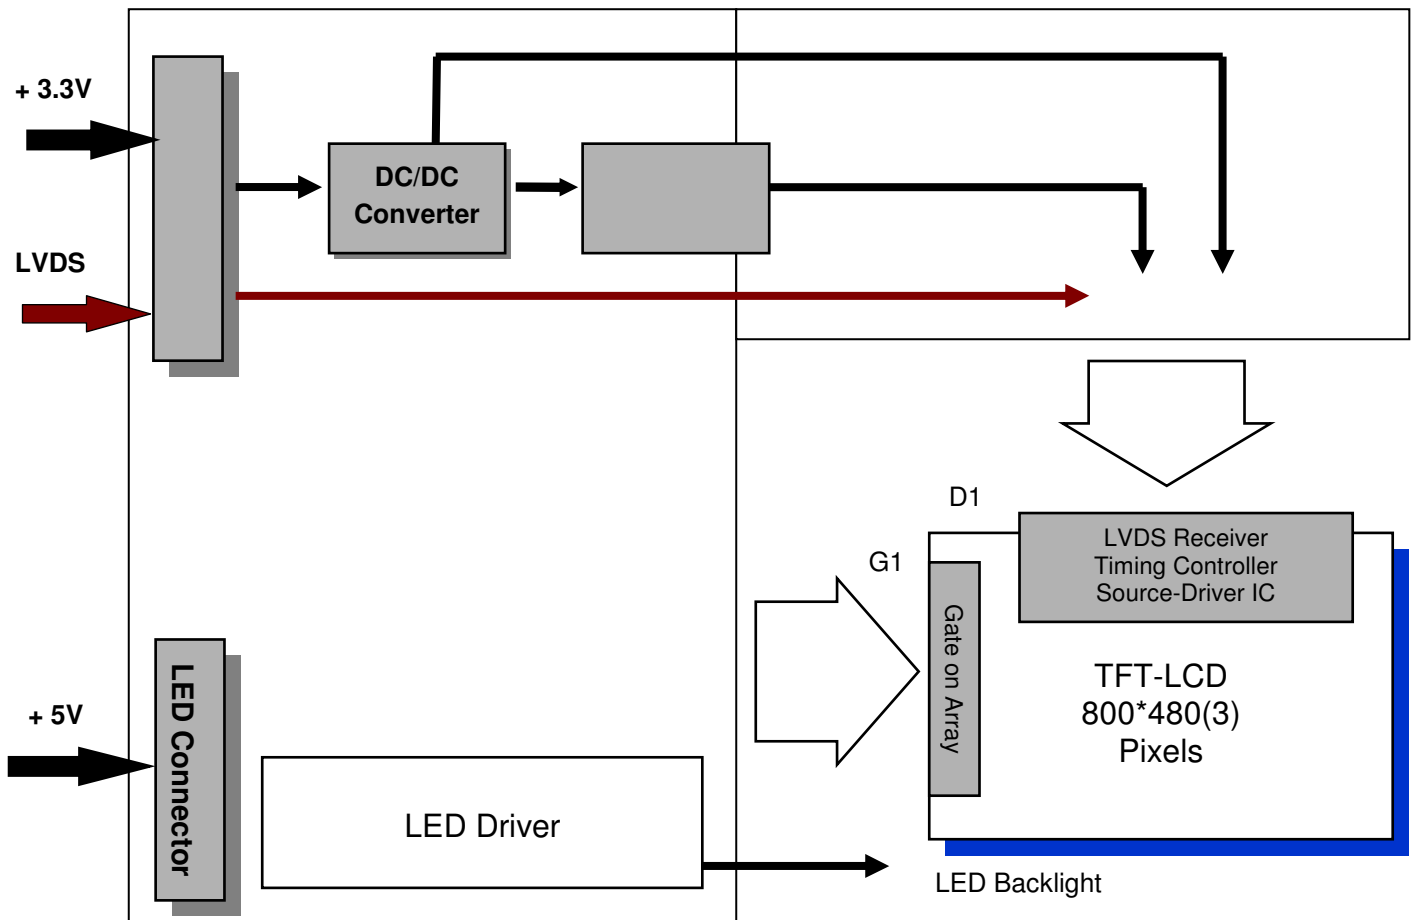 + 3.3V
DC/DC
Converter
LVDS
D1
LVDS Receiver
Timing Controller
Source-Driver IC
G1
Gate on Array
TFT-LCD
800*480(3)
Pixels
LED Connector
+ 5V
LED Driver
LED Backlight